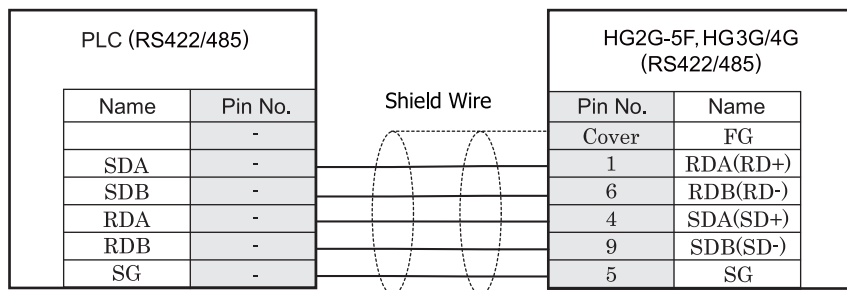 PLC (RS422/485)
HG2G-5F, HG3G/4G
(RS422/485)
Shield Wire
Name Pin No.
-
SDA -
SDB -
RDA -
RDB -
SG -
Pin No. Name
Cover FG
1 RDA(RD+)
6 RDB(RD-)
4 SDA(SD+)
9 SDB(SD-)
5 SG